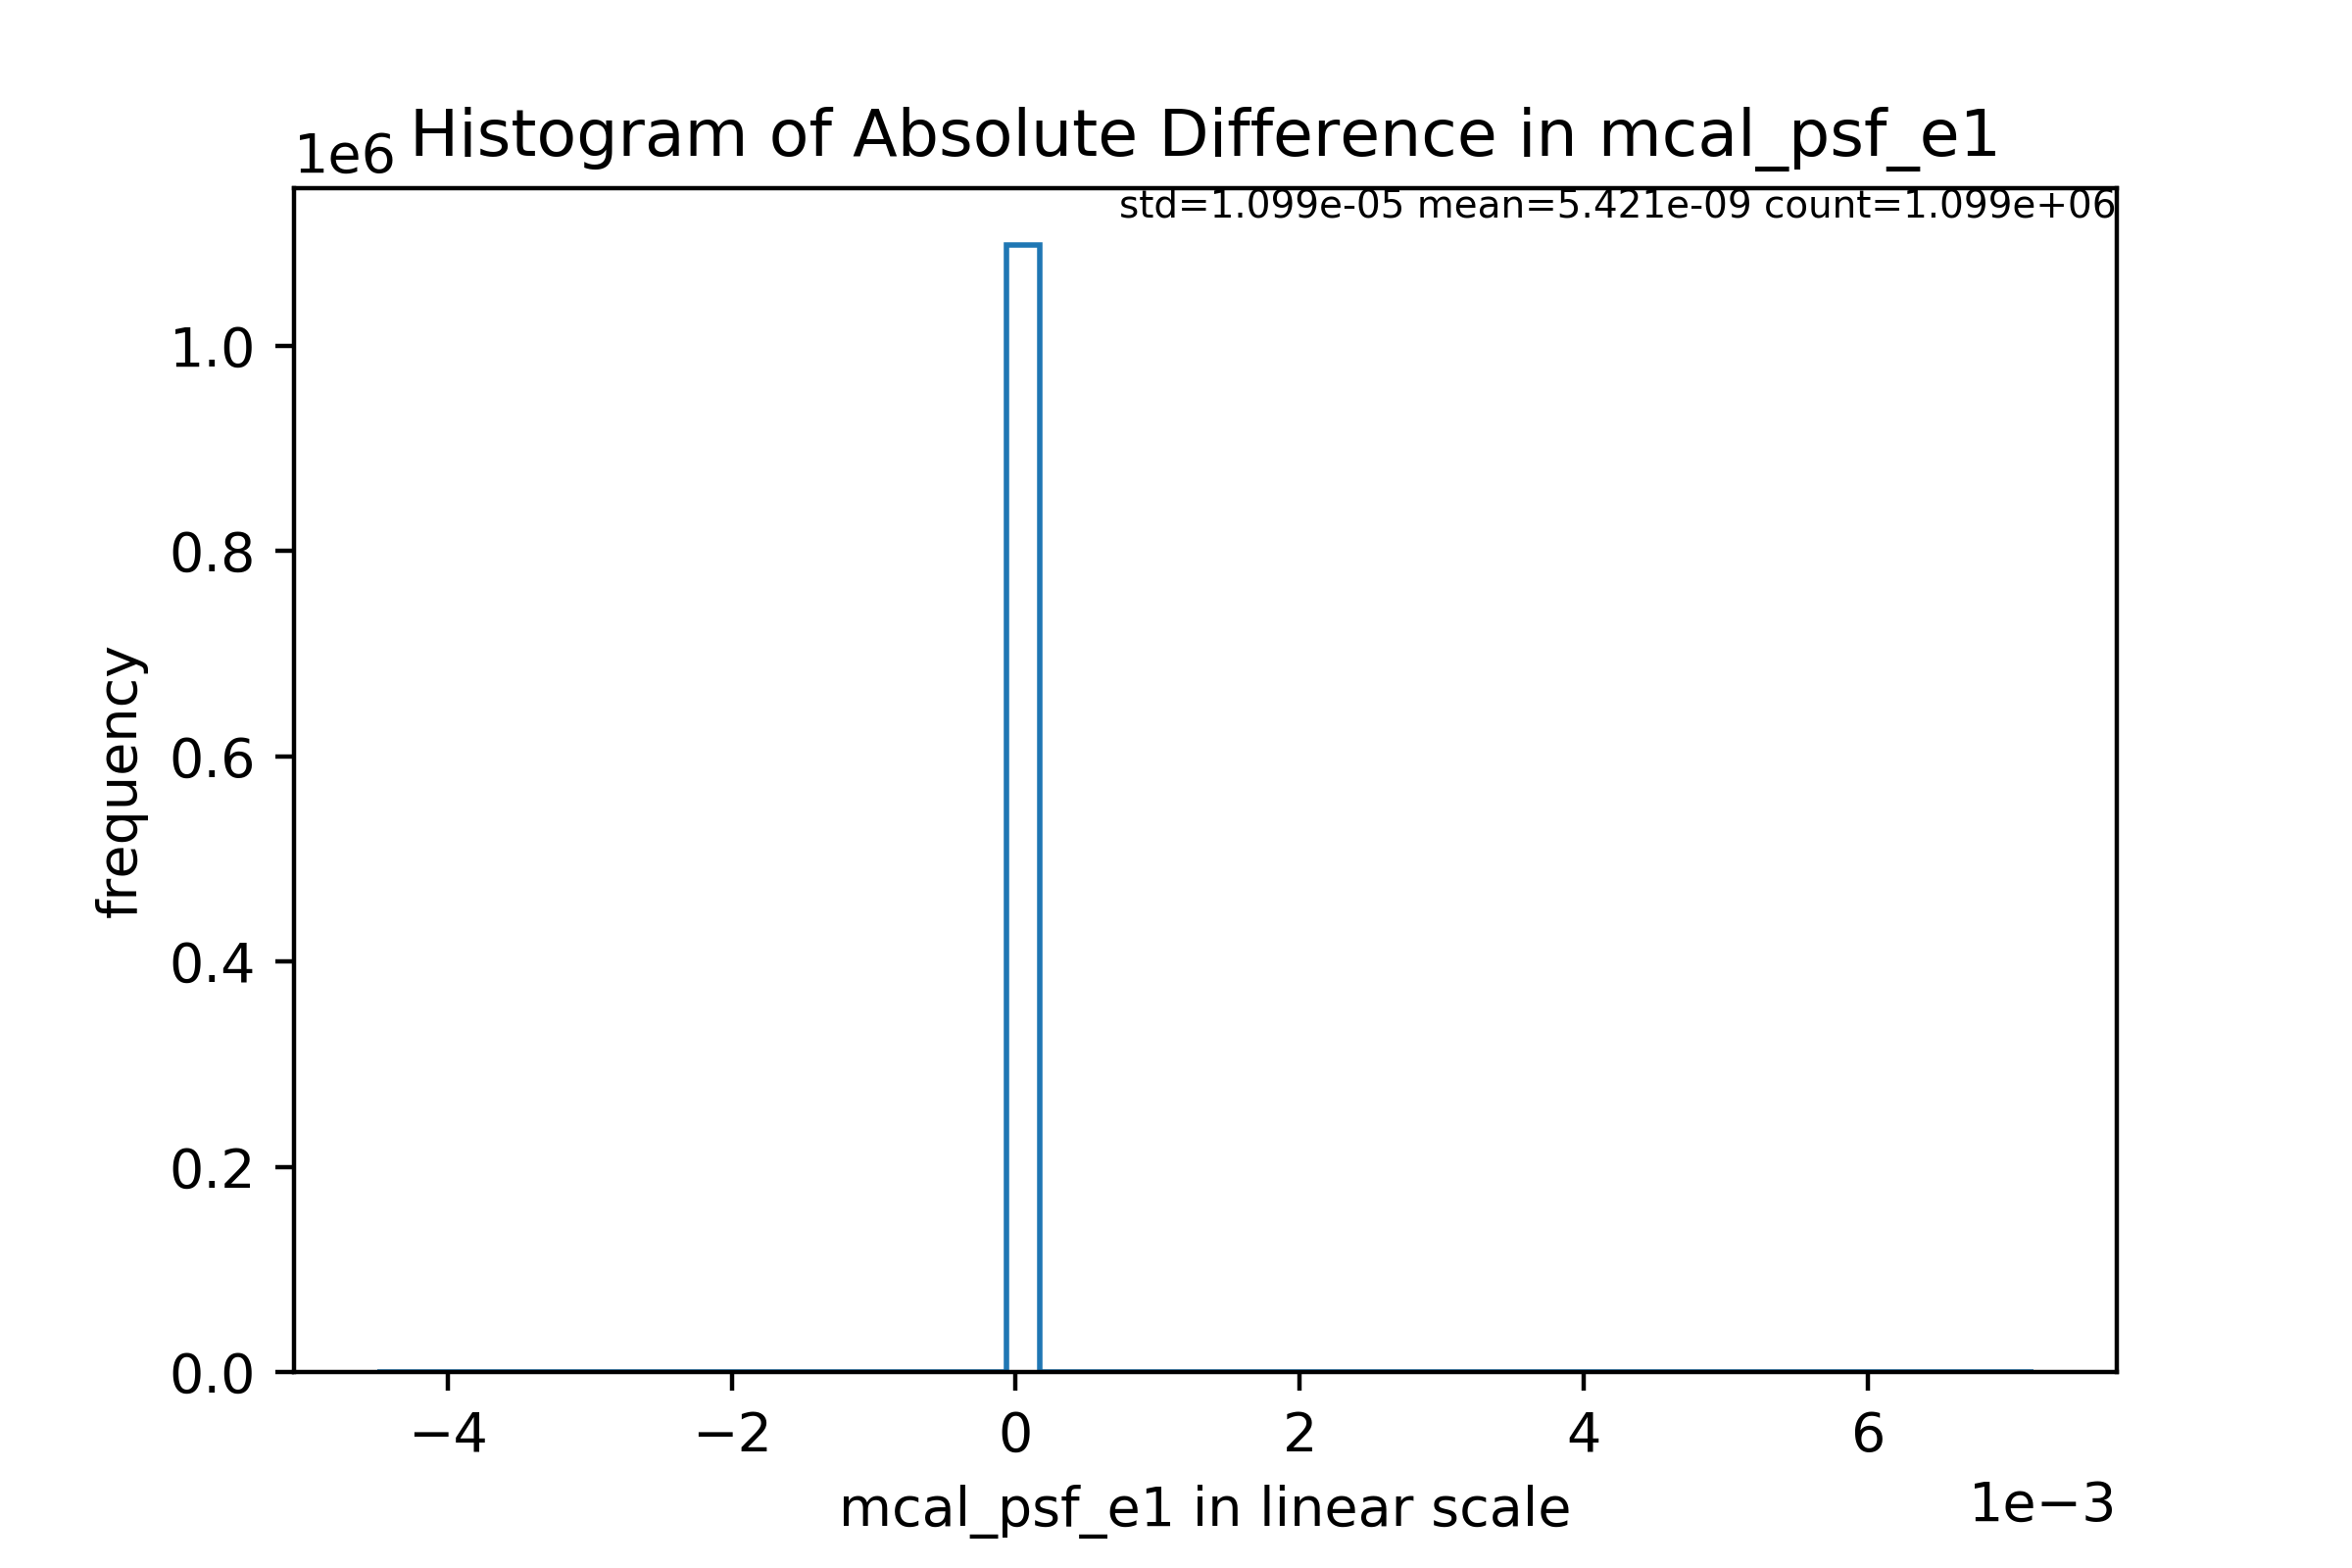 Histogram of Absolute Difference in mcal_psf_e1
1e6
std=1.099e-05 mean=5.421e-09 count=1.099e+06
1.0
0.8
0.6
0.4
0.2
0.0
frequency
−4 −2 0 2 4 6
1e−3
mcal_psf_e1 in linear scale